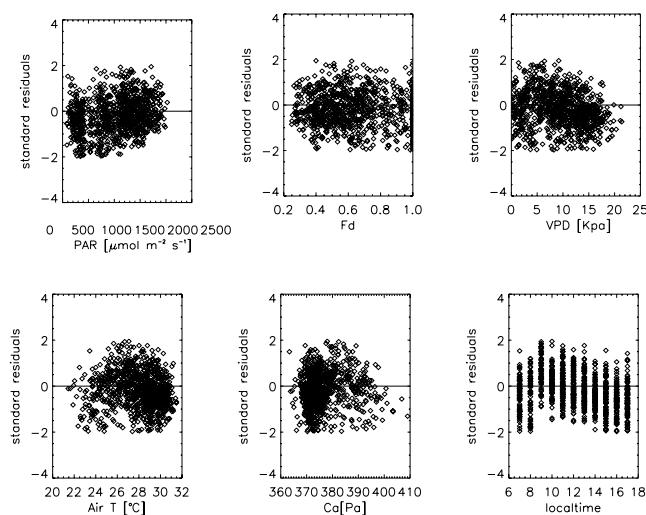 standard residuals
4
2
0
-2
-4
0 500 1000 1500 2000 2500
PAR [μmol m⁻² s⁻¹]
standard resiudals
4
2
0
-2
-4
0.2 0.4 0.6 0.8 1.0
Fd
standard residuals
4
2
0
-2
-4
0 5 10 15 20 25
VPD [Kpa]
standard residuals
4
2
0
-2
-4
20 22 24 26 28 30 32
Air T [°C]
standard resiudals
4
2
0
-2
-4
360 370 380 390 400 410
Ca[Pa]
standard residuals
4
2
0
-2
-4
6 8 10 12 14 16 18
localtime